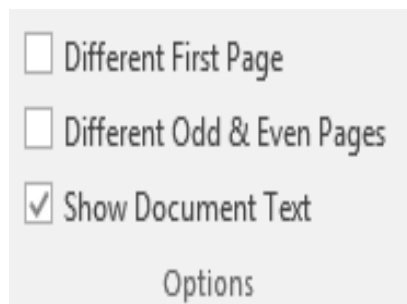 Different First Page
Different Odd & Even Pages
Show Document Text
Options